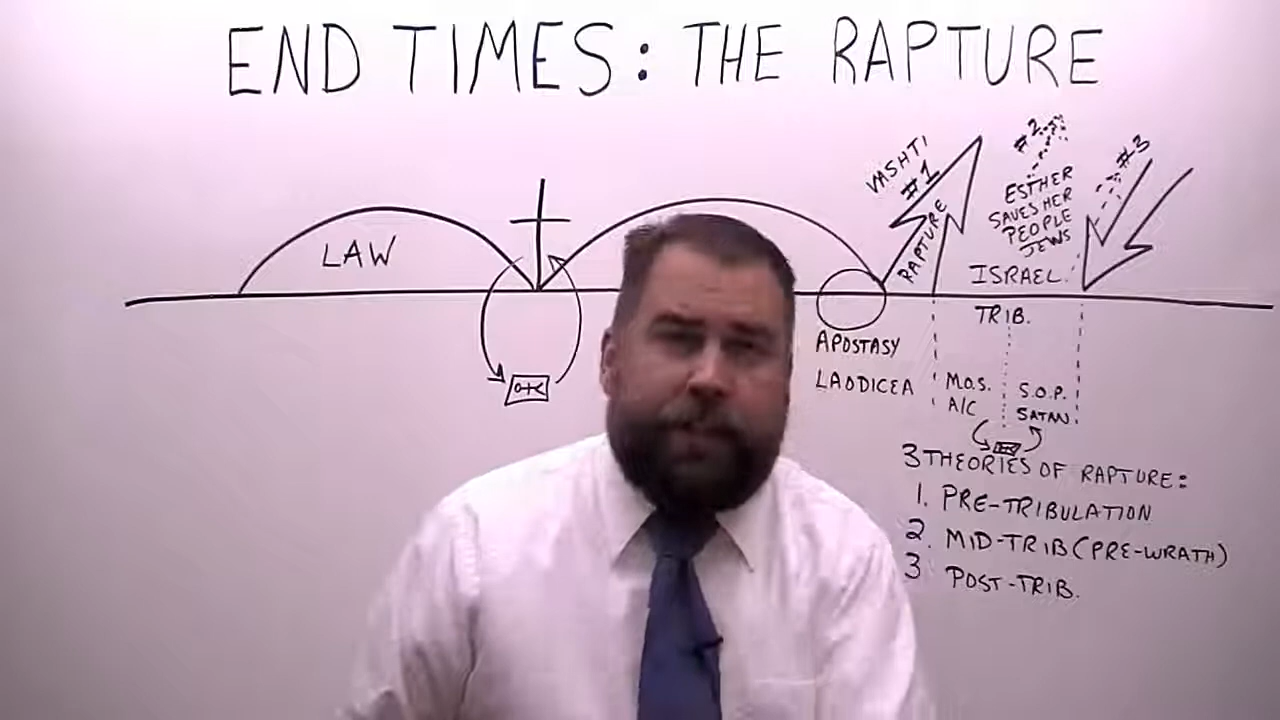 END TIMES: THE RAPTURE
LAW
VASHTI
#1
RAPTURE
#2
ESTHER
SAVES HER
PEOPLE
JEWS
ISRAEL
#3
TRIB.
APOSTASY
LAODICEA
M.O.S.
A/C
S.O.P.
SATAN
3 THEORIES OF RAPTURE:
1. PRE-TRIBULATION
2. MID-TRIB (PRE-WRATH)
3 POST-TRIB.